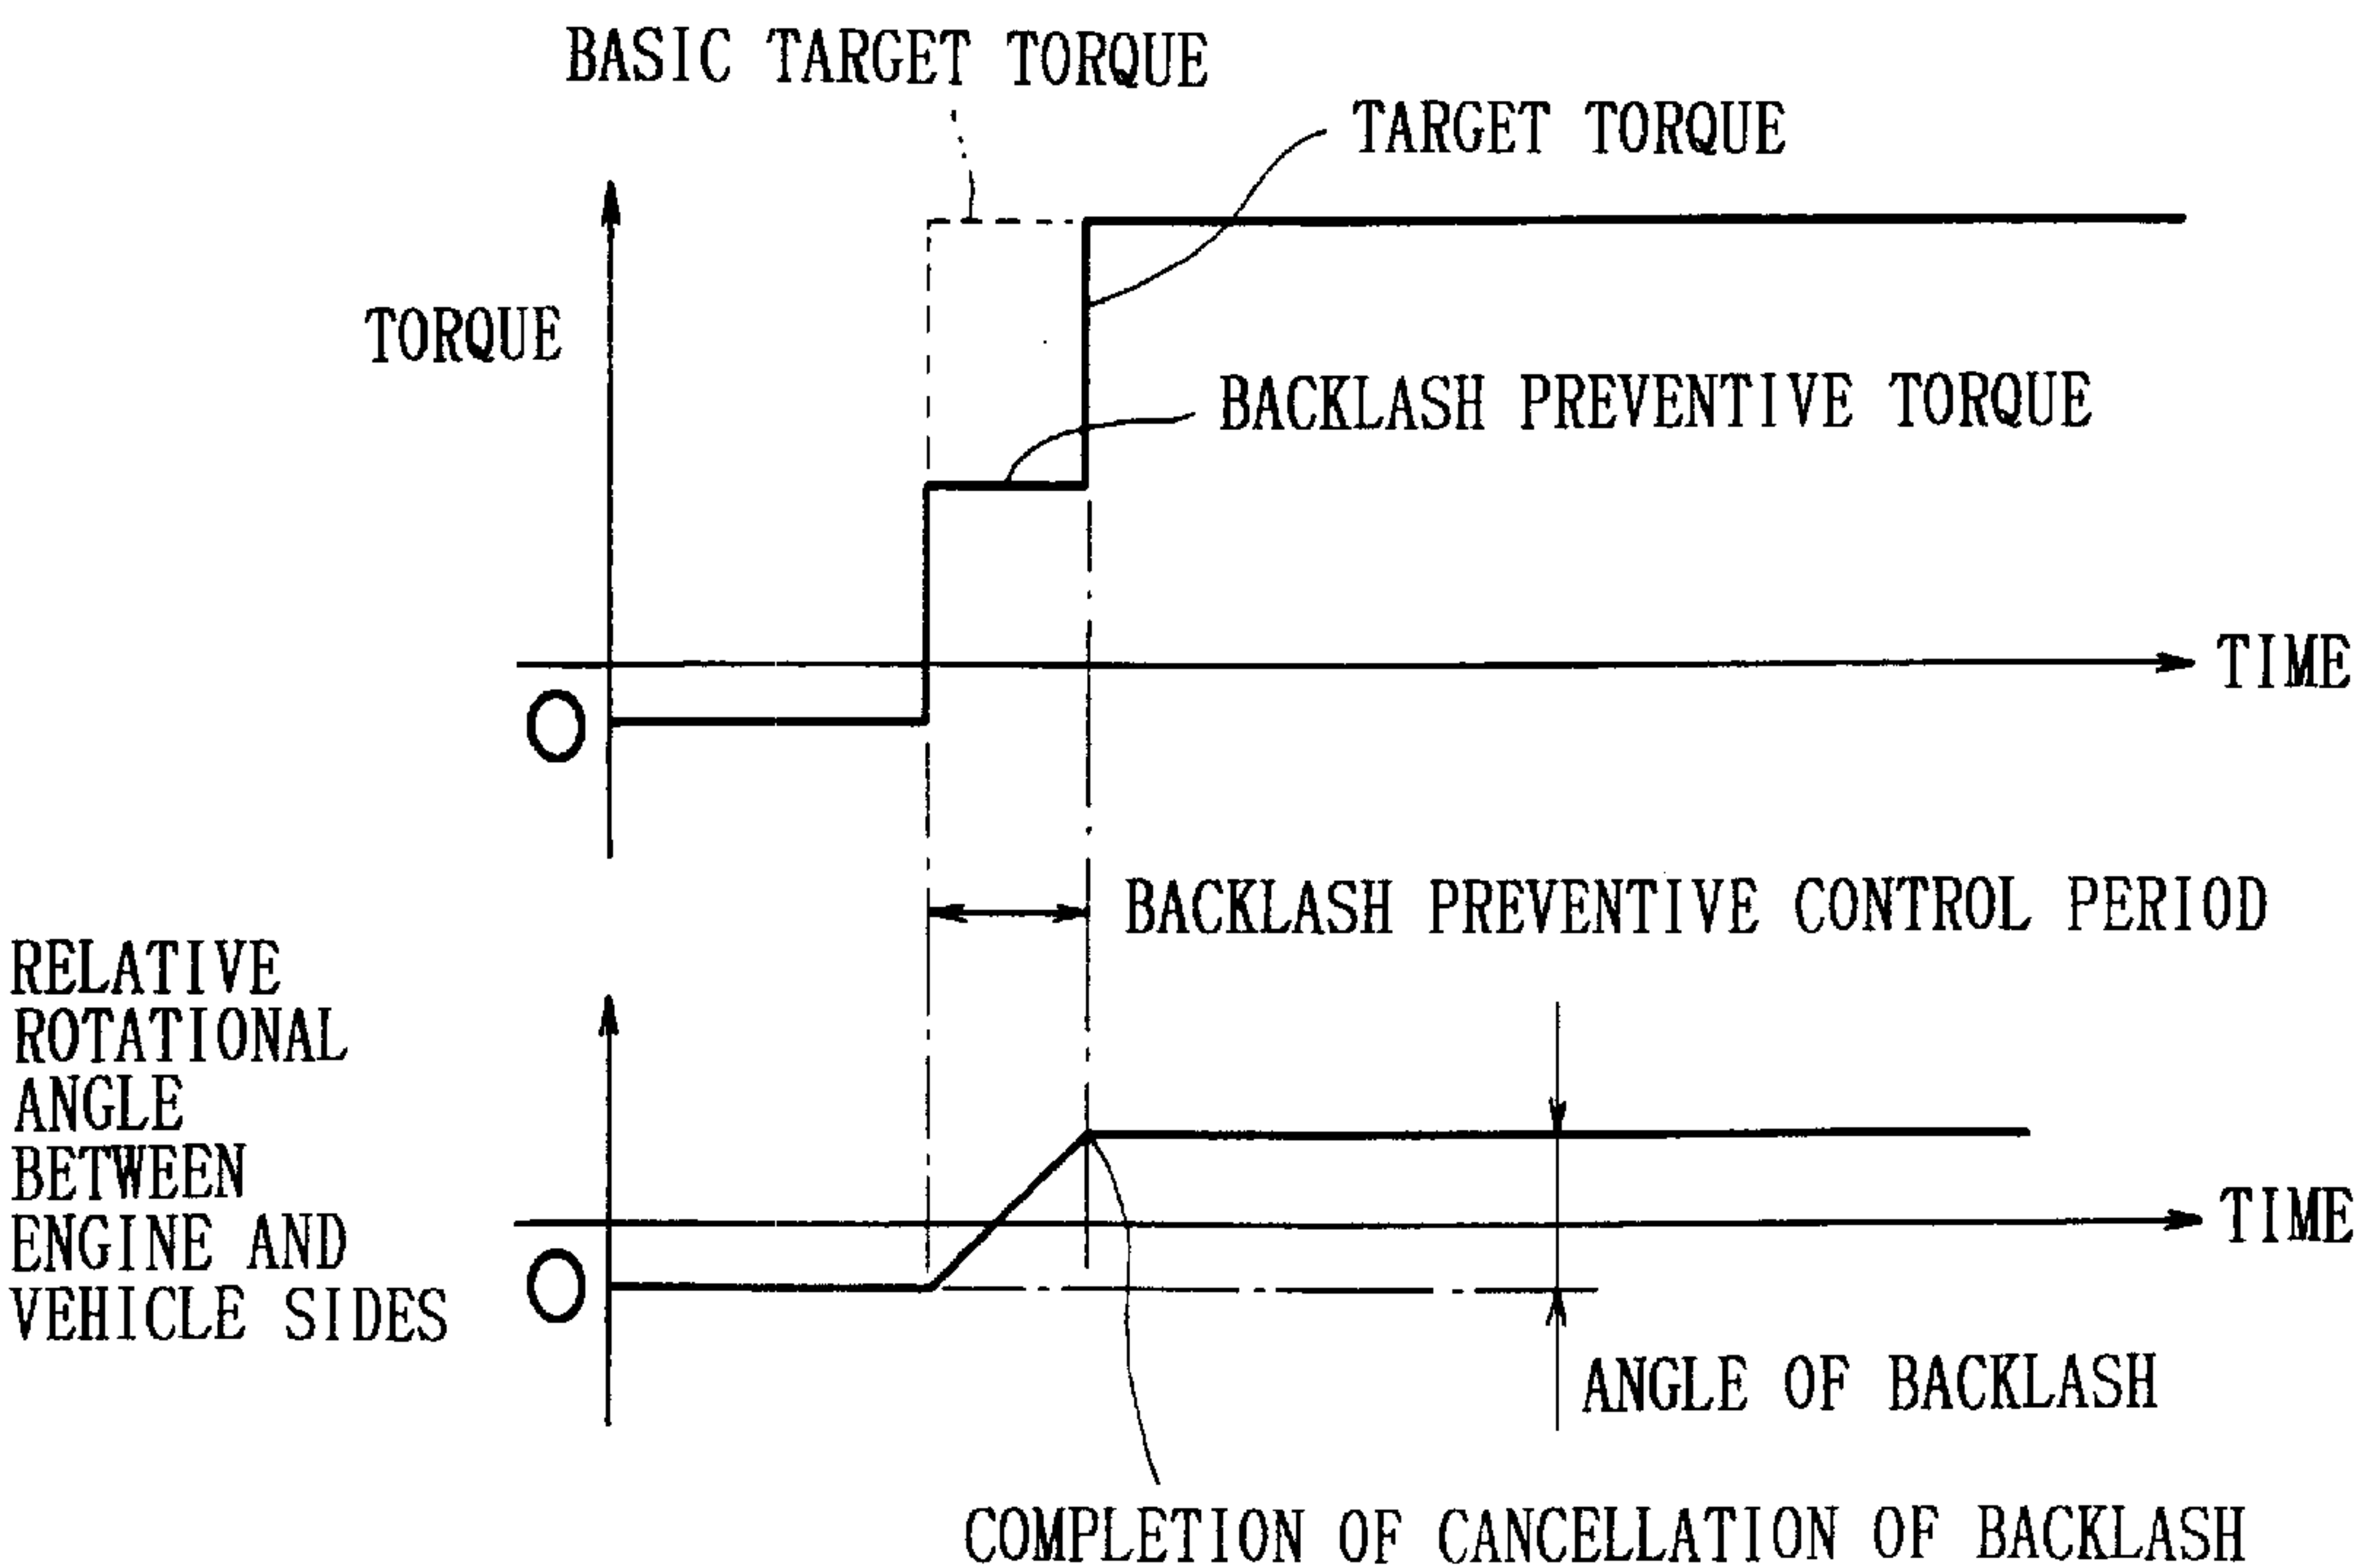 BASIC TARGET TORQUE
TARGET TORQUE
TORQUE
BACKLASH PREVENTIVE TORQUE
TIME
O
BACKLASH PREVENTIVE CONTROL PERIOD
RELATIVE
ROTATIONAL
ANGLE
BETWEEN
ENGINE AND
VEHICLE SIDES
TIME
O
ANGLE OF BACKLASH
COMPLETION OF CANCELLATION OF BACKLASH